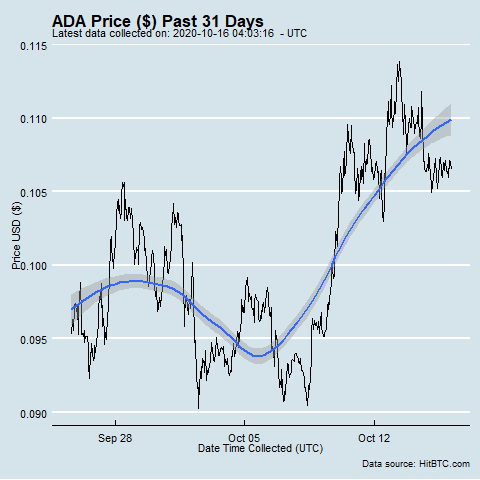 ADA Price ($) Past 31 Days
Latest data collected on: 2020-10-16 04:03:16 - UTC
0.115
0.110
0.105
0.100
0.095
0.090
Price USD ($)
Sep 28
Oct 05
Oct 12
Date Time Collected (UTC)
Data source: HitBTC.com